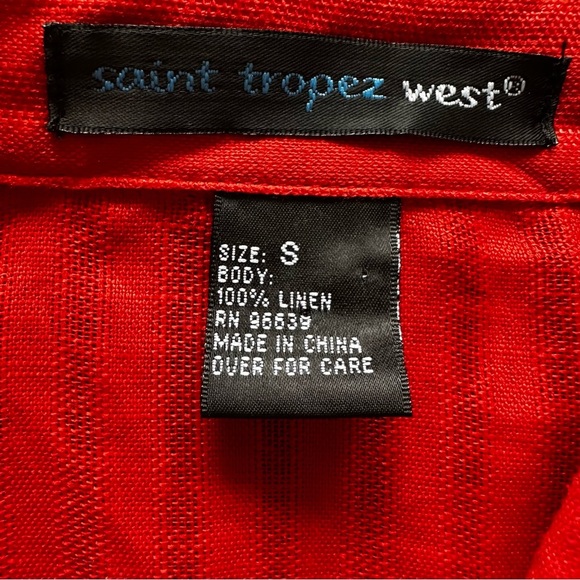 saint tropez west®
SIZE: S
BODY:
100% LINEN
RN 96639
MADE IN CHINA
OVER FOR CARE